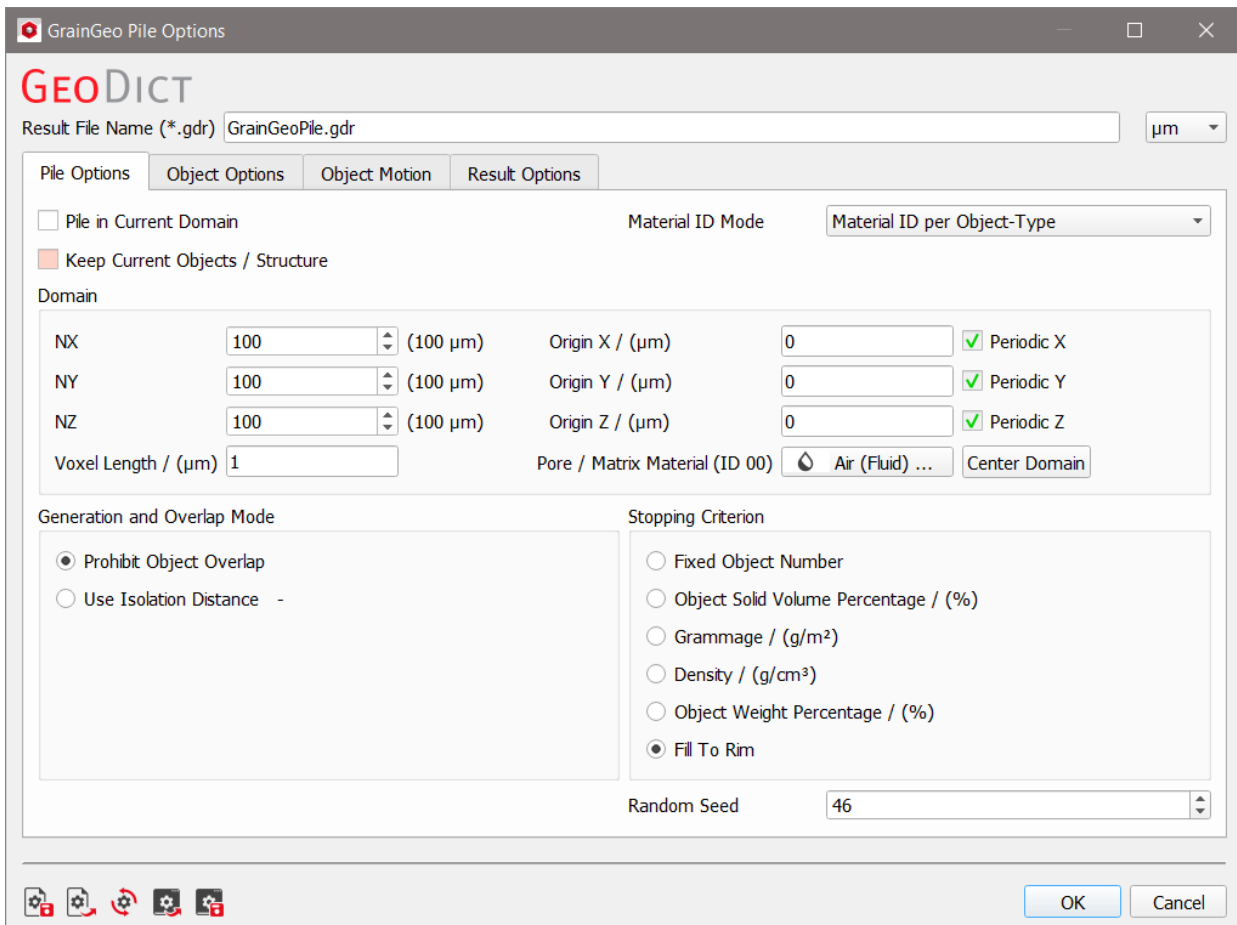 GrainGeo Pile Options
GEODICT
Result File Name (*.gdr) GrainGeoPile.gdr µm
Pile Options Object Options Object Motion Result Options
Pile in Current Domain Material ID Mode Material ID per Object-Type
Keep Current Objects / Structure
Domain
NX 100 (100 µm) Origin X / (µm) 0 Periodic X
NY 100 (100 µm) Origin Y / (µm) 0 Periodic Y
NZ 100 (100 µm) Origin Z / (µm) 0 Periodic Z
Voxel Length / (µm) 1 Pore / Matrix Material (ID 00) Air (Fluid) ... Center Domain
Generation and Overlap Mode Stopping Criterion
Prohibit Object Overlap Fixed Object Number
Use Isolation Distance - Object Solid Volume Percentage / (%)
Grammage / (g/m²)
Density / (g/cm³)
Object Weight Percentage / (%)
Fill To Rim
Random Seed 46
OK Cancel